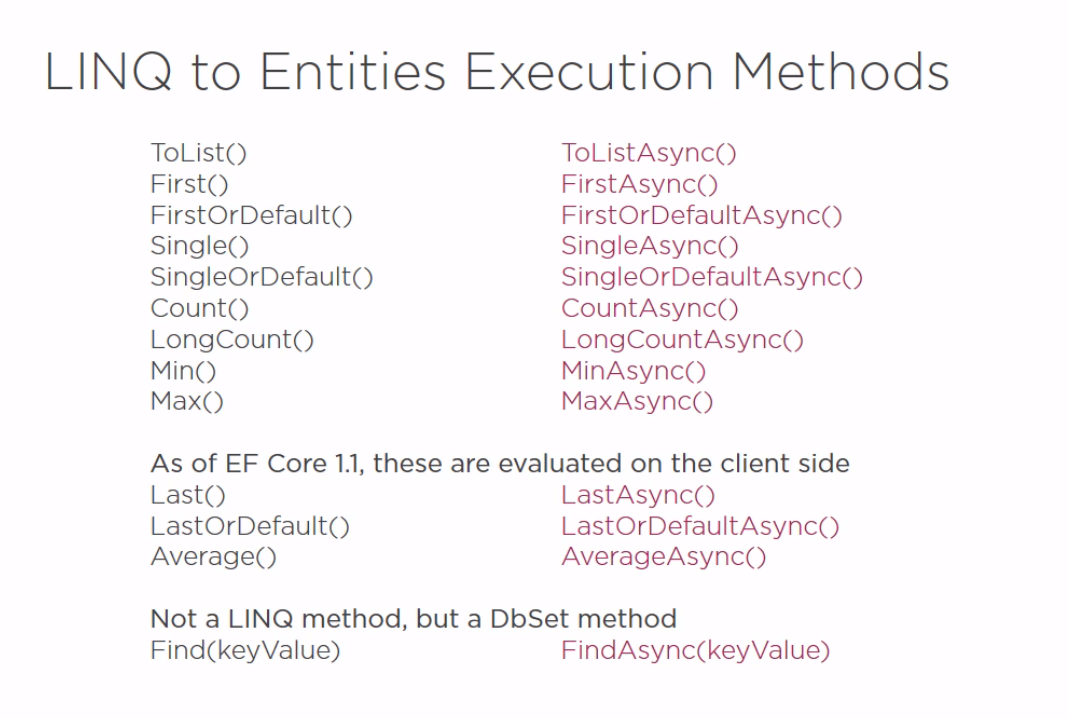 LINQ to Entities Execution Methods
ToList() ToListAsync()
First() FirstAsync()
FirstOrDefault() FirstOrDefaultAsync()
Single() SingleAsync()
SingleOrDefault() SingleOrDefaultAsync()
Count() CountAsync()
LongCount() LongCountAsync()
Min() MinAsync()
Max() MaxAsync()
As of EF Core 1.1, these are evaluated on the client side
Last() LastAsync()
LastOrDefault() LastOrDefaultAsync()
Average() AverageAsync()
Not a LINQ method, but a DbSet method
Find(keyValue) FindAsync(keyValue)